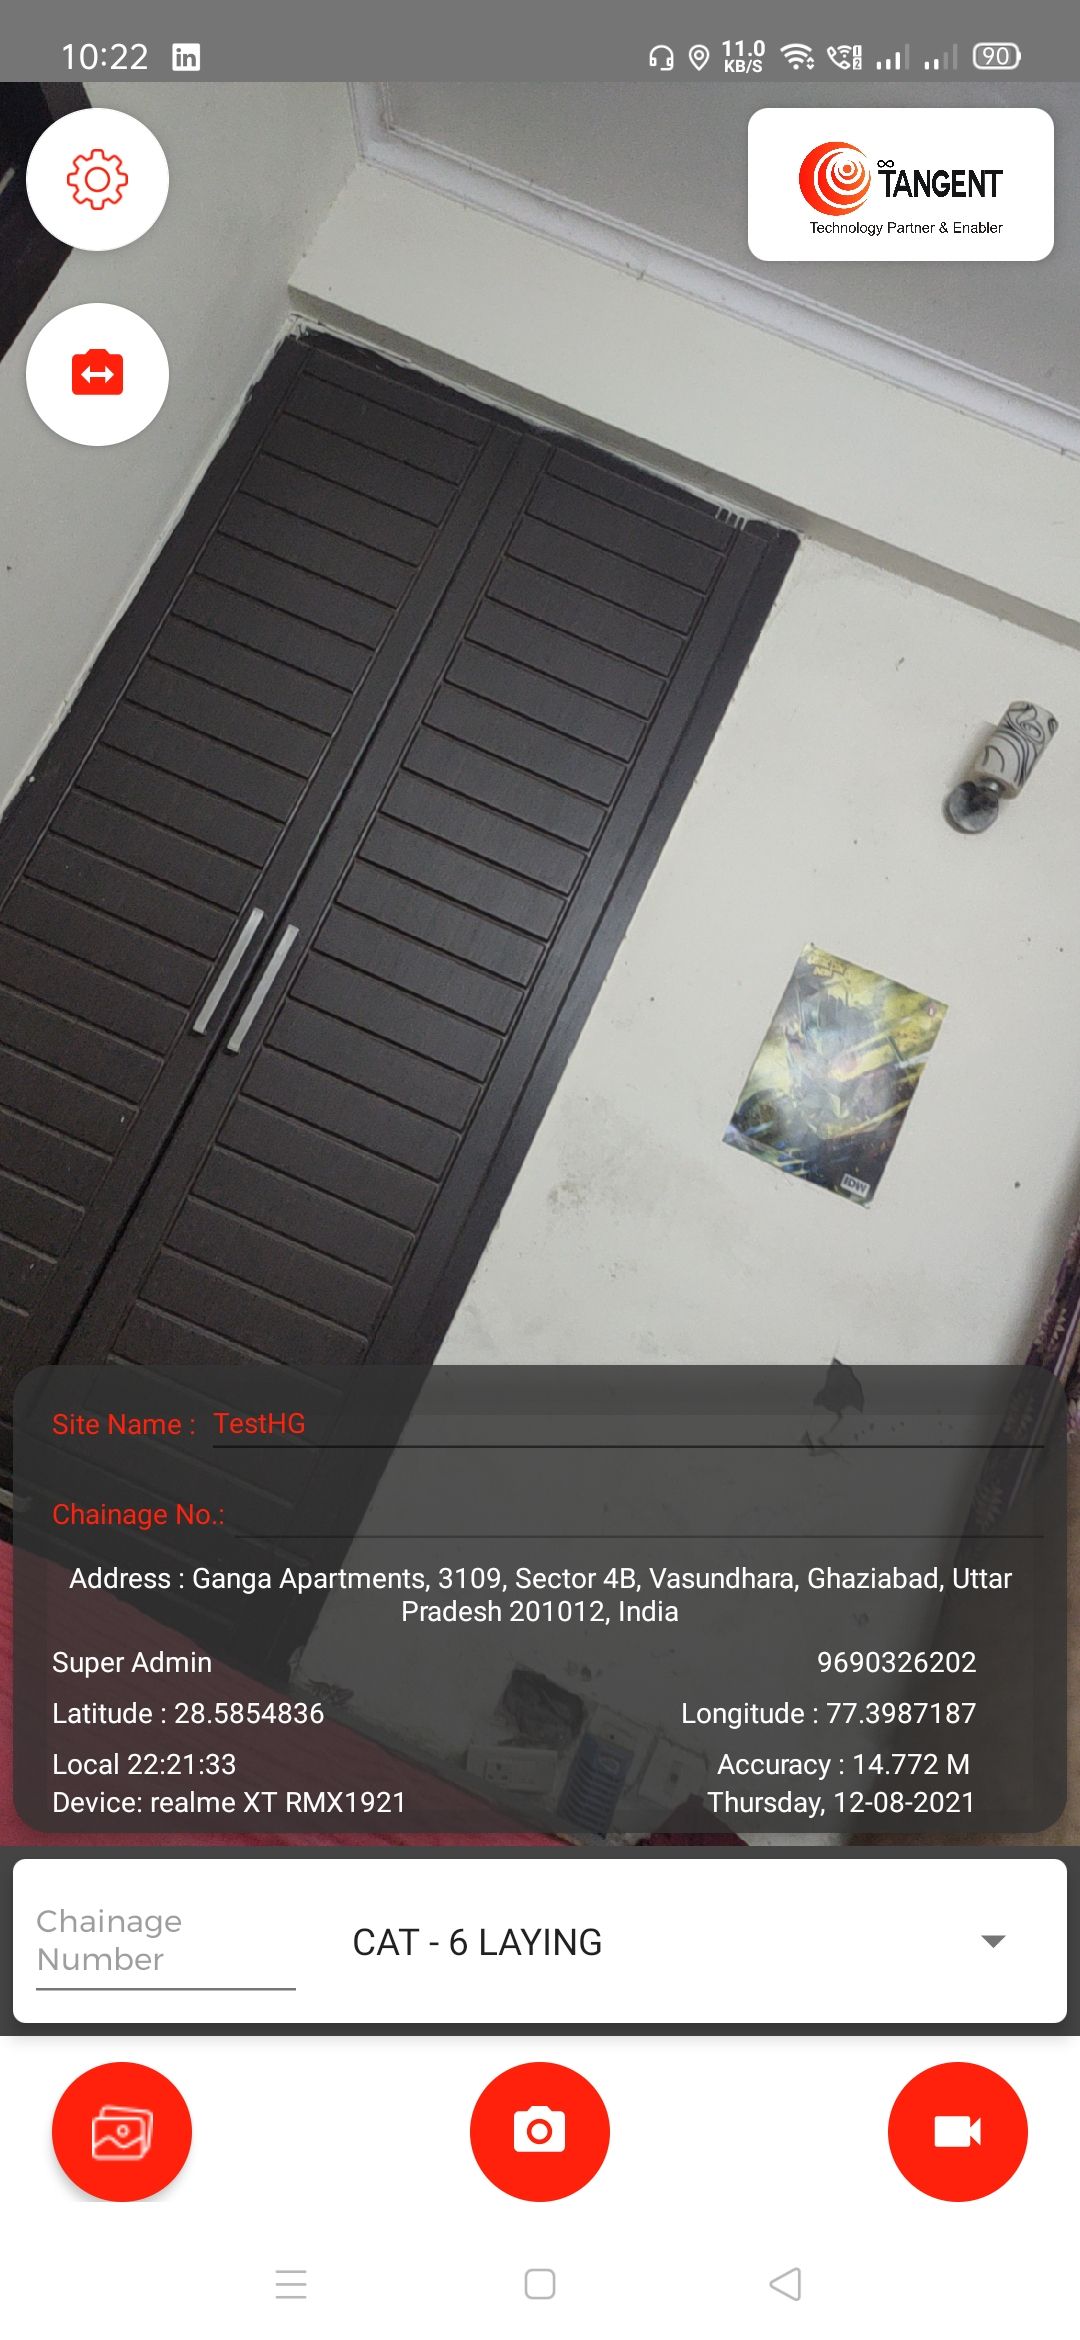 10:22
11.0
KB/S
90
∞
TANGENT
Technology Partner & Enabler
IDW
Site Name : TestHG
Chainage No.:
Address : Ganga Apartments, 3109, Sector 4B, Vasundhara, Ghaziabad, Uttar
Pradesh 201012, India
Super Admin 9690326202
Latitude : 28.5854836 Longitude : 77.3987187
Local 22:21:33 Accuracy : 14.772 M
Device: realme XT RMX1921 Thursday, 12-08-2021
Chainage
Number
CAT - 6 LAYING